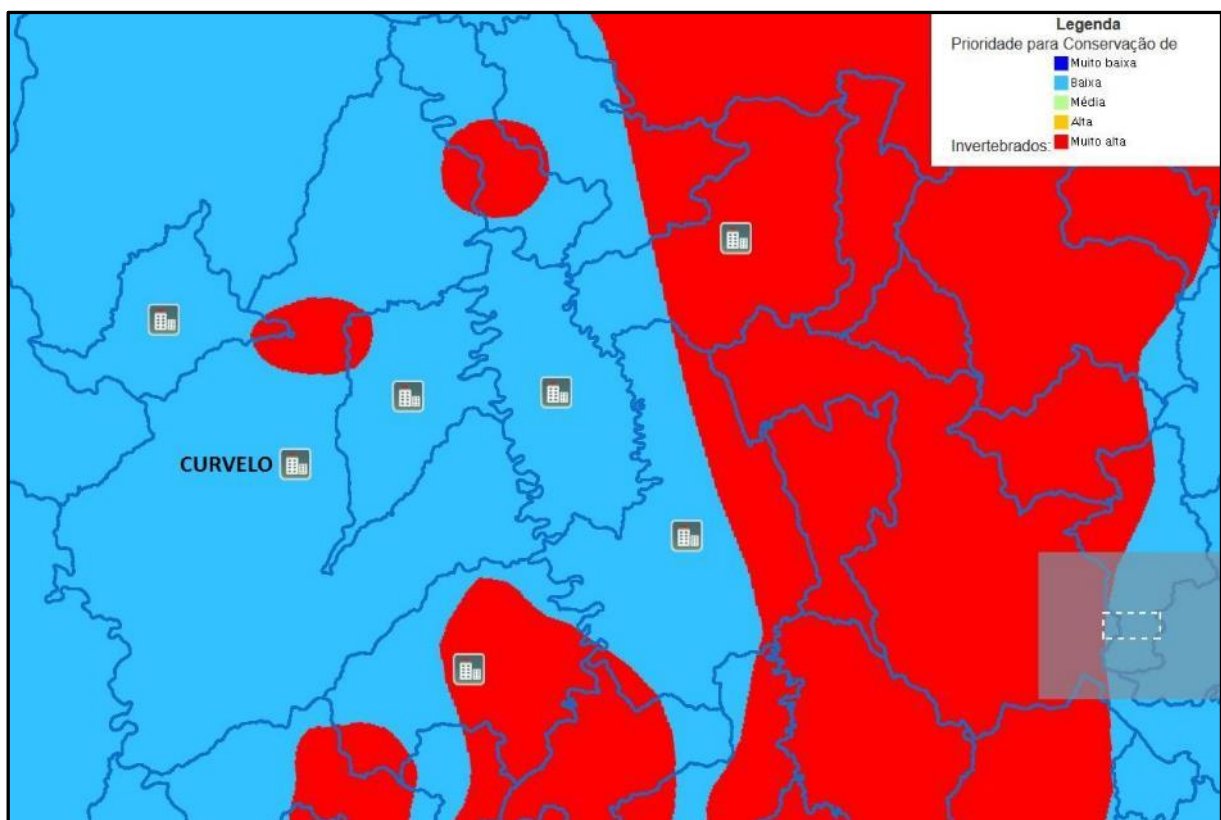 Legenda
Prioridade para Conservação de
Muito baixa
Baixa
Média
Alta
Invertebrados: Muito alta
CURVELO